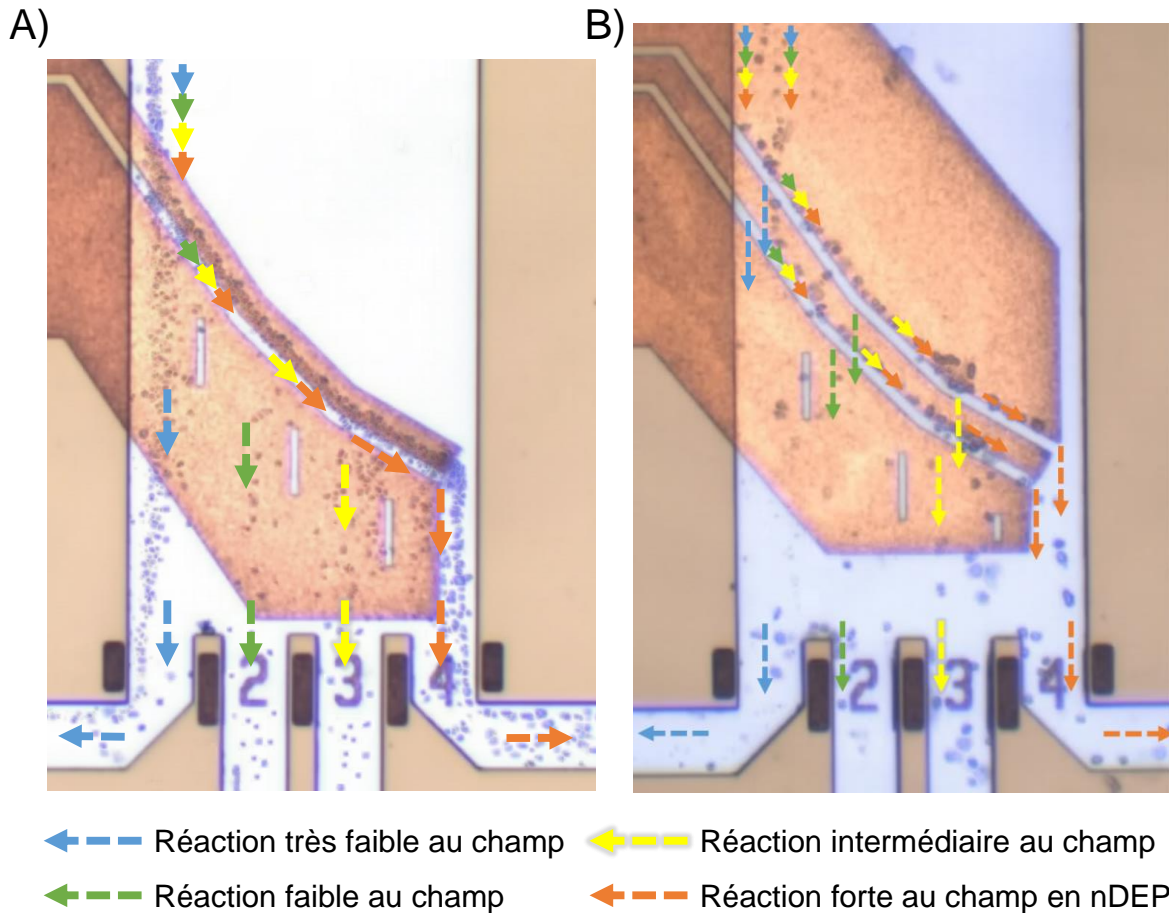 A)
B)
2
3
4
2
3
4
Réaction très faible au champ
Réaction intermédiaire au champ
Réaction faible au champ
Réaction forte au champ en nDEP